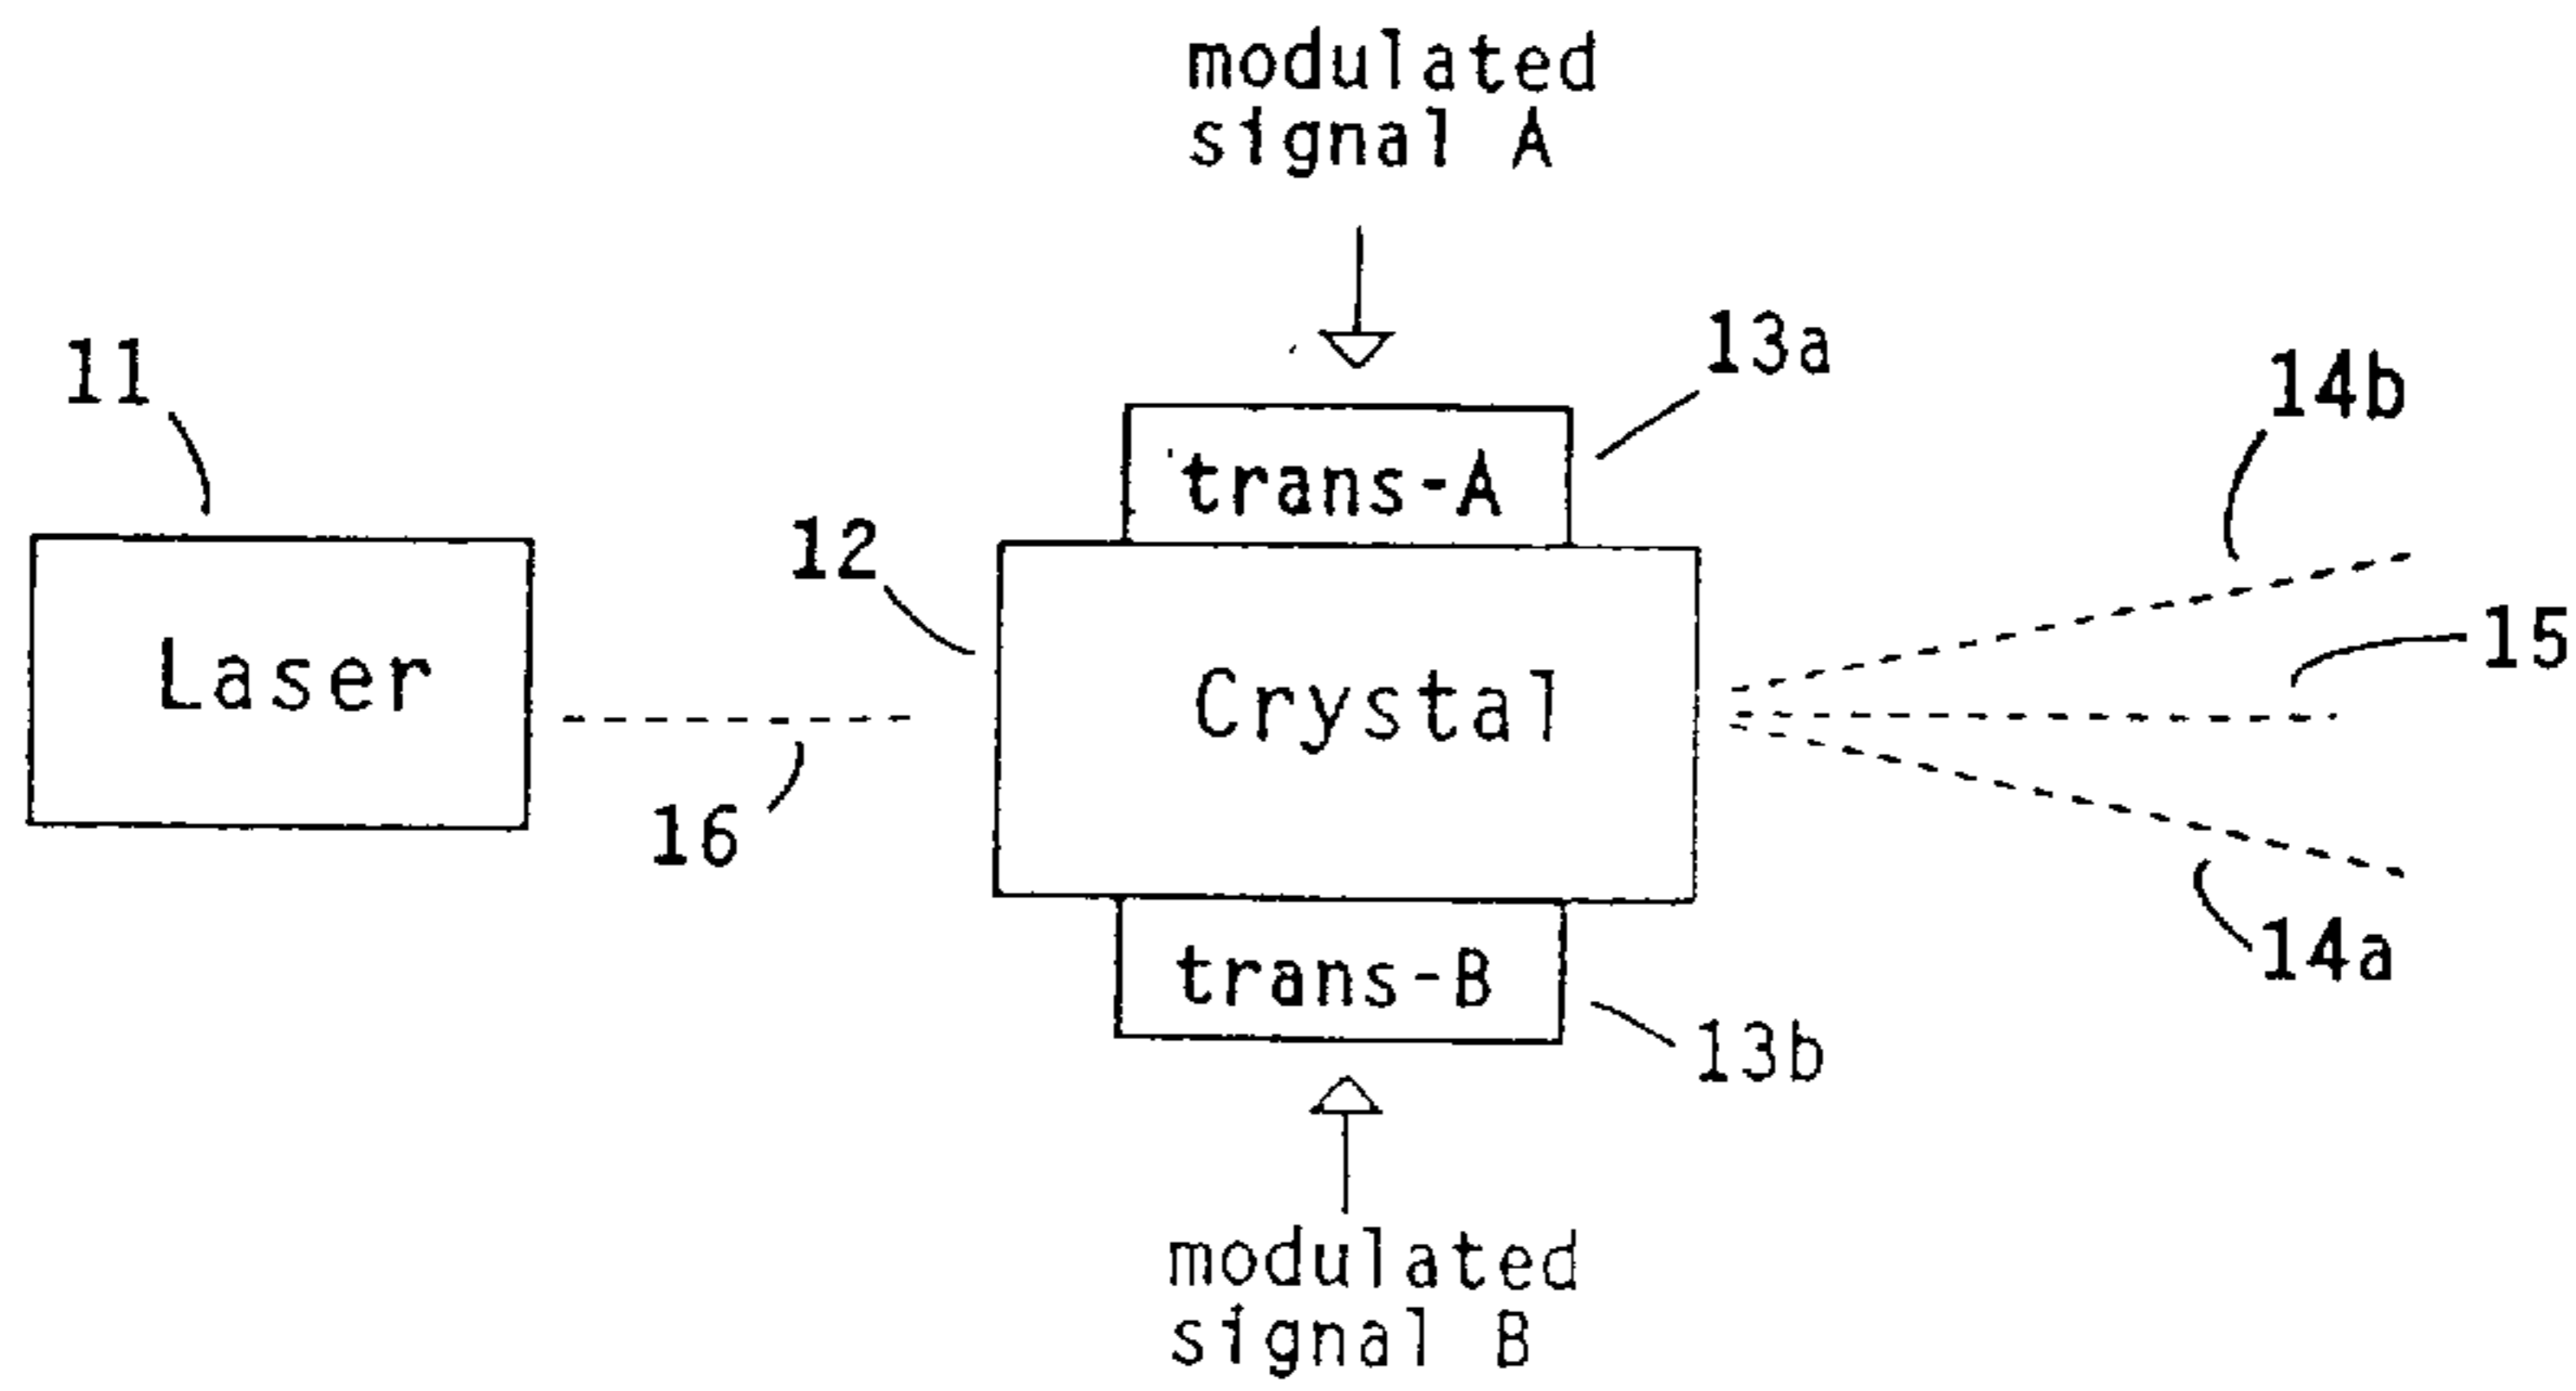 modulated
signal A
13a
11
14b
trans-A
12
15
Laser
Crystal
16
14a
trans-B
13b
modulated
signal B